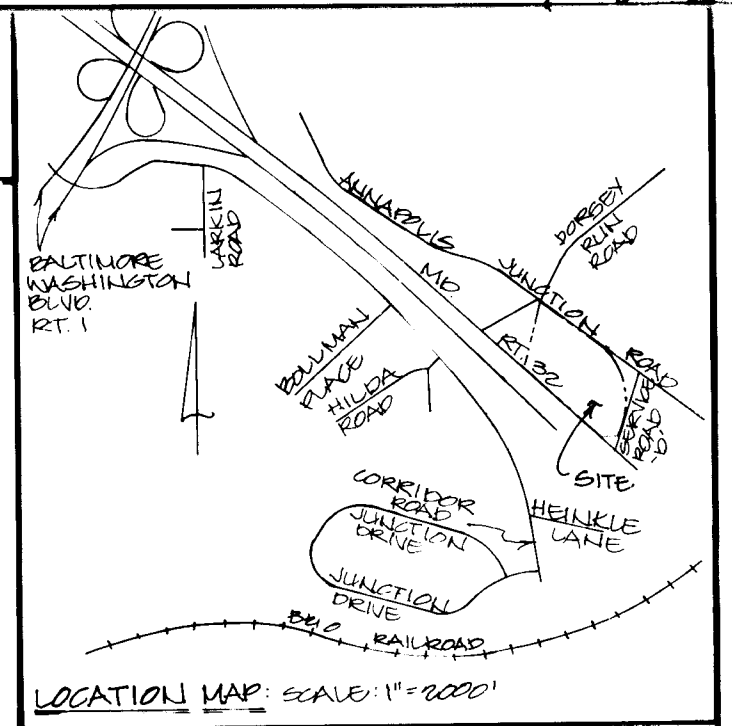 ANNAPOLIS
JUNCTION
ROAD
DORSEY
RUN
ROAD
LARKIN
ROAD
BALTIMORE
WASHINGTON
BLVD.
RT. 1
MD.
RT. 32
BOLLMAN
PLACE
HILDA
ROAD
SERVICE
ROAD "D"
SITE
CORRIDOR
ROAD
JUNCTION
DRIVE
HEINKLE
LANE
JUNCTION
DRIVE
B & O
RAILROAD
LOCATION MAP: SCALE: 1"=2000'